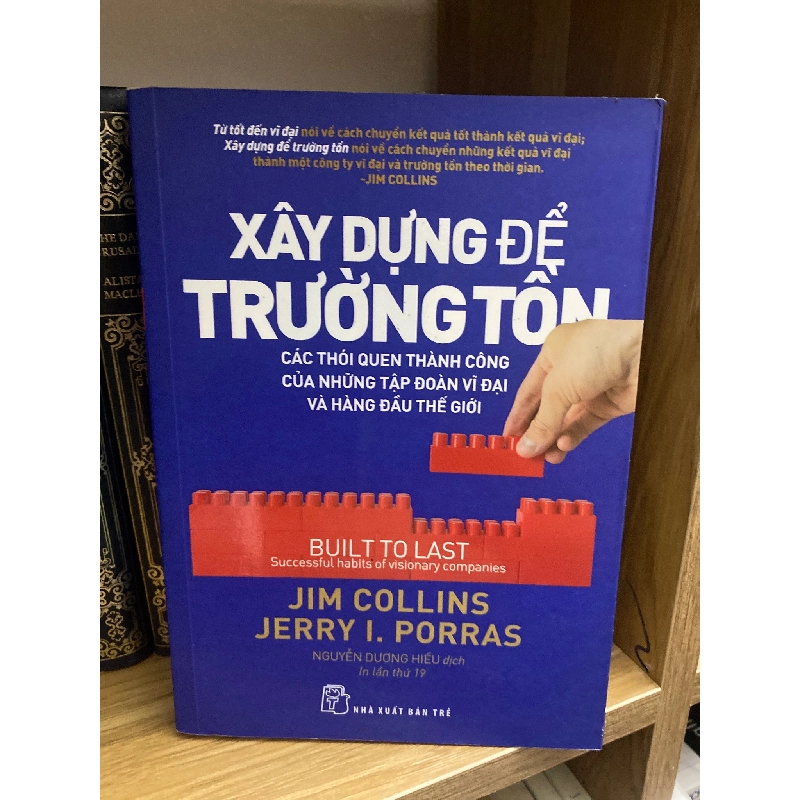 Từ tốt đến vĩ đại nói về cách chuyển kết quả tốt thành kết quả vĩ đại;
Xây dựng để trường tồn nói về cách chuyển những kết quả vĩ đại
thành một công ty vĩ đại và trường tồn theo thời gian.
-JIM COLLINS
XÂY DỰNG ĐỂ
TRƯỜNG TỒN
CÁC THÓI QUEN THÀNH CÔNG
CỦA NHỮNG TẬP ĐOÀN VĨ ĐẠI
VÀ HÀNG ĐẦU THẾ GIỚI
BUILT TO LAST
Successful habits of visionary companies
JIM COLLINS
JERRY I. PORRAS
NGUYỄN DƯƠNG HIẾU dịch
In lần thứ 19
NHÀ XUẤT BẢN TRẺ